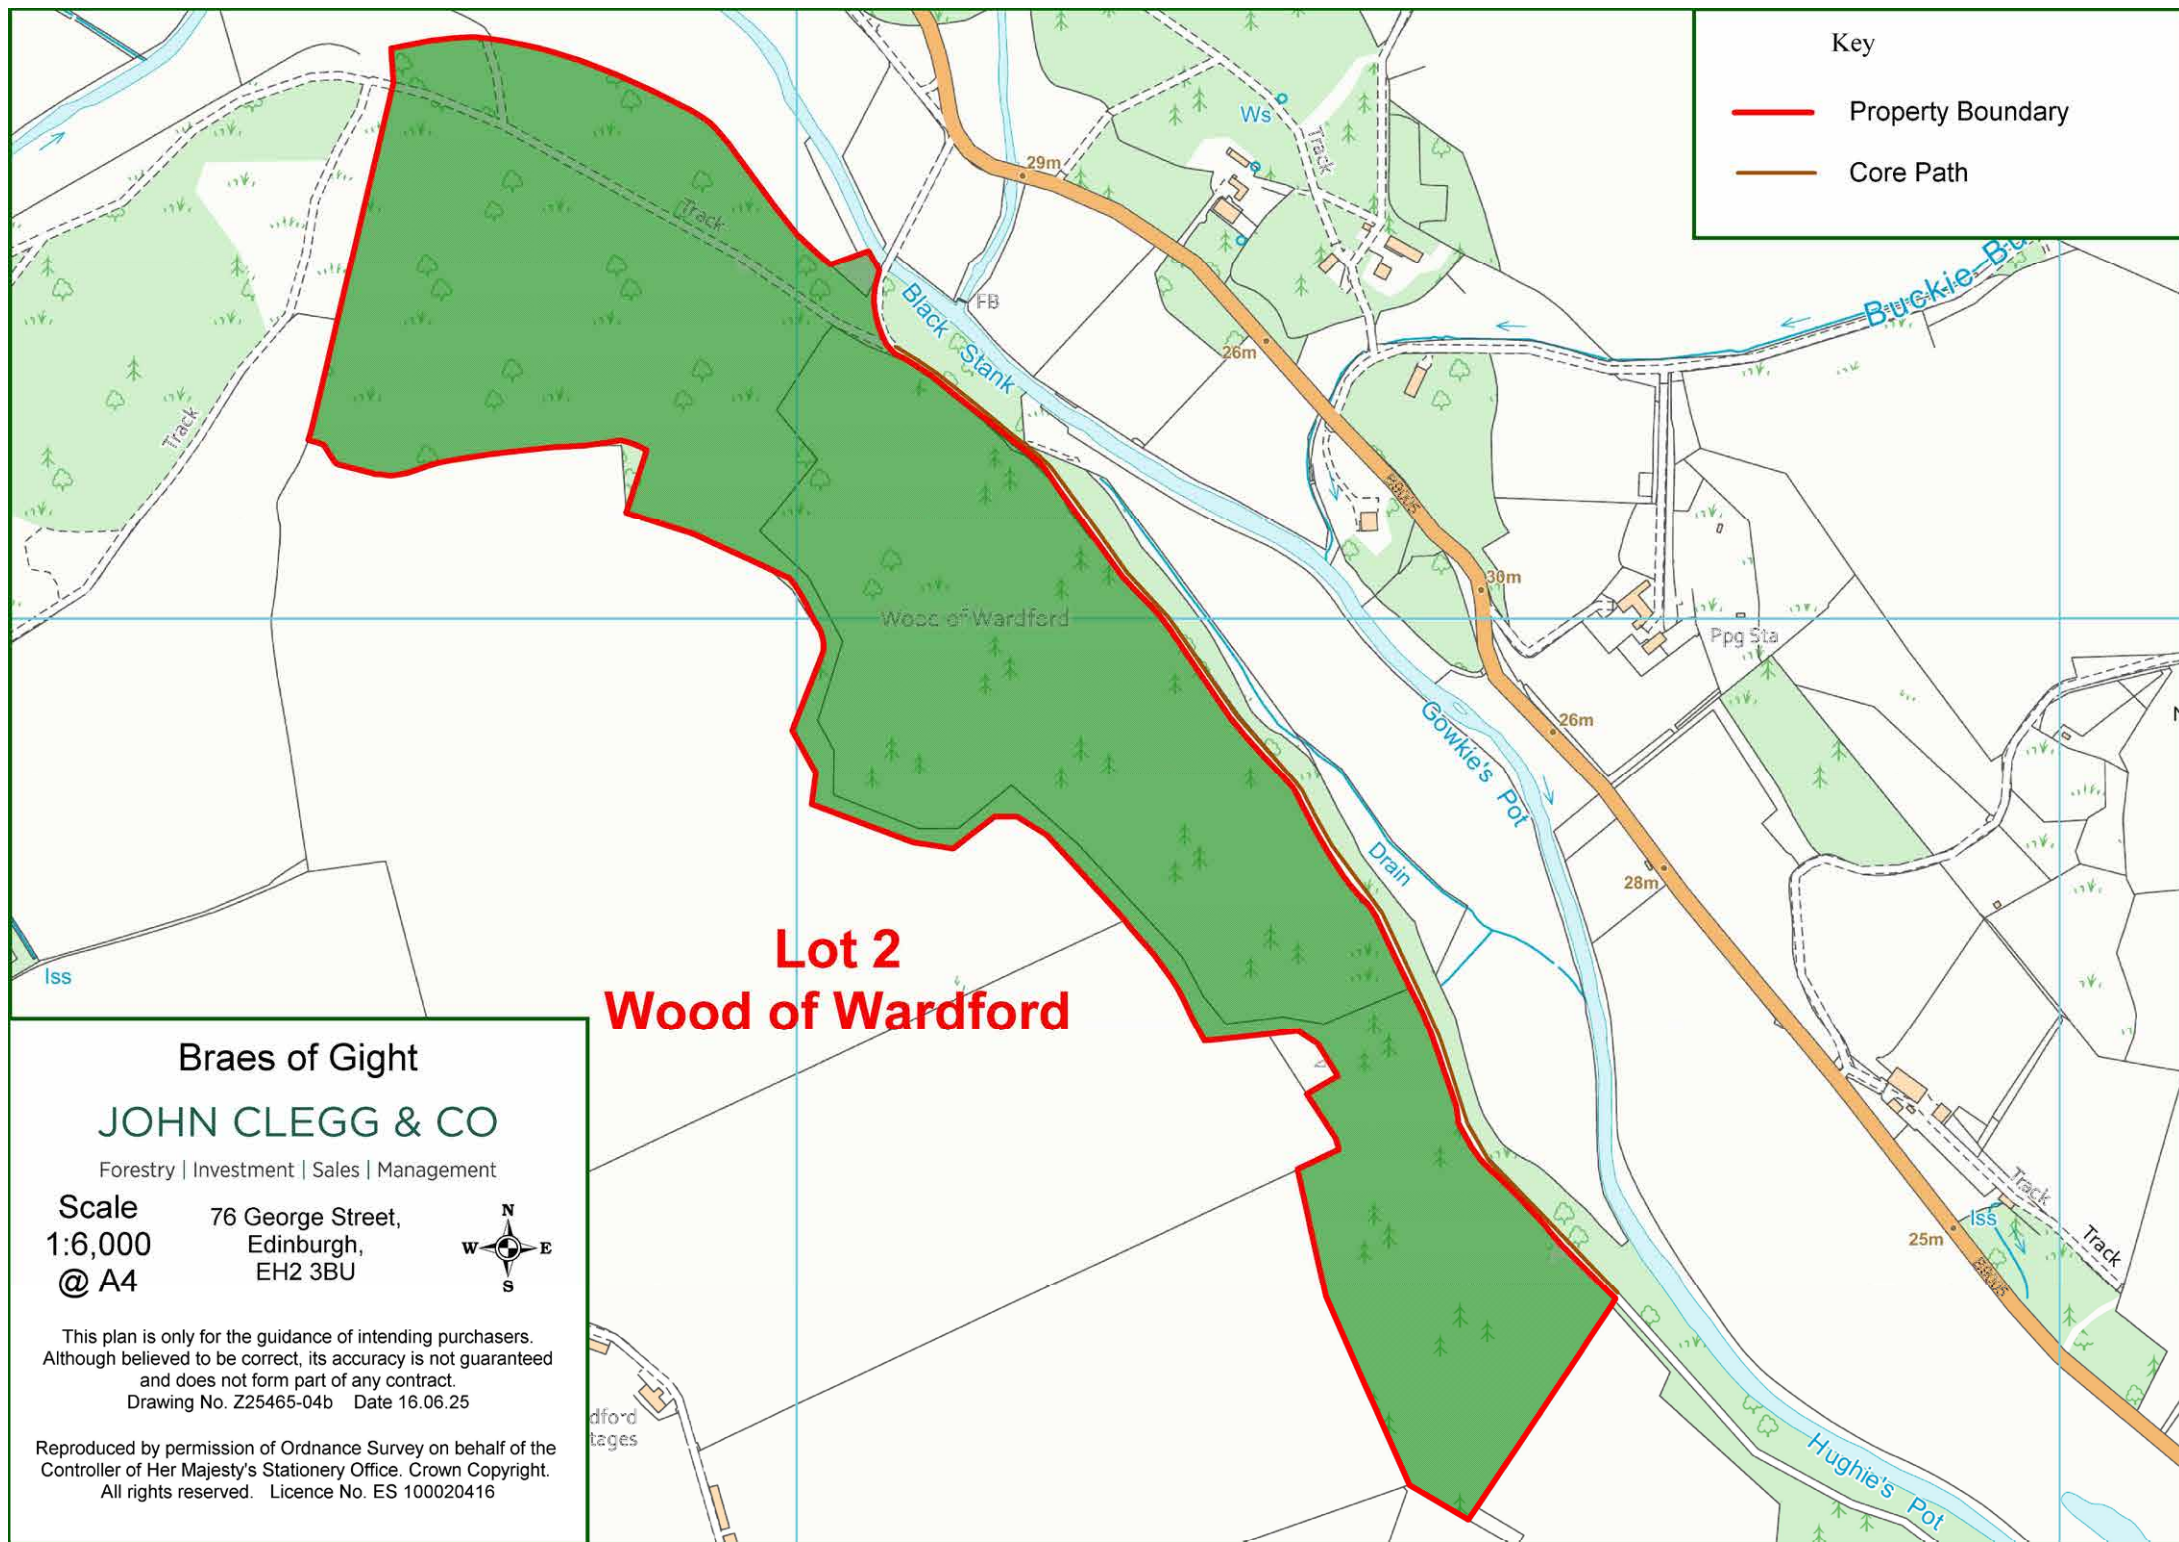 Key
Property Boundary
Core Path
Ws
Track
29m
Track
FB
Black Stank
26m
Track
B9005
30m
Wood of Wardford
Ppg Sta
Gowkie's Pot
26m
Drain
28m
Lot 2
Wood of Wardford
Iss
Track
Iss
Track
25m
B9005
Hughie's Pot
Braes of Gight
JOHN CLEGG & CO
Forestry | Investment | Sales | Management
Scale
1:6,000
@ A4
76 George Street,
Edinburgh,
EH2 3BU
N
W E
S
This plan is only for the guidance of intending purchasers.
Although believed to be correct, its accuracy is not guaranteed
and does not form part of any contract.
Drawing No. Z25465-04b Date 16.06.25
Reproduced by permission of Ordnance Survey on behalf of the
Controller of Her Majesty's Stationery Office. Crown Copyright.
All rights reserved. Licence No. ES 100020416